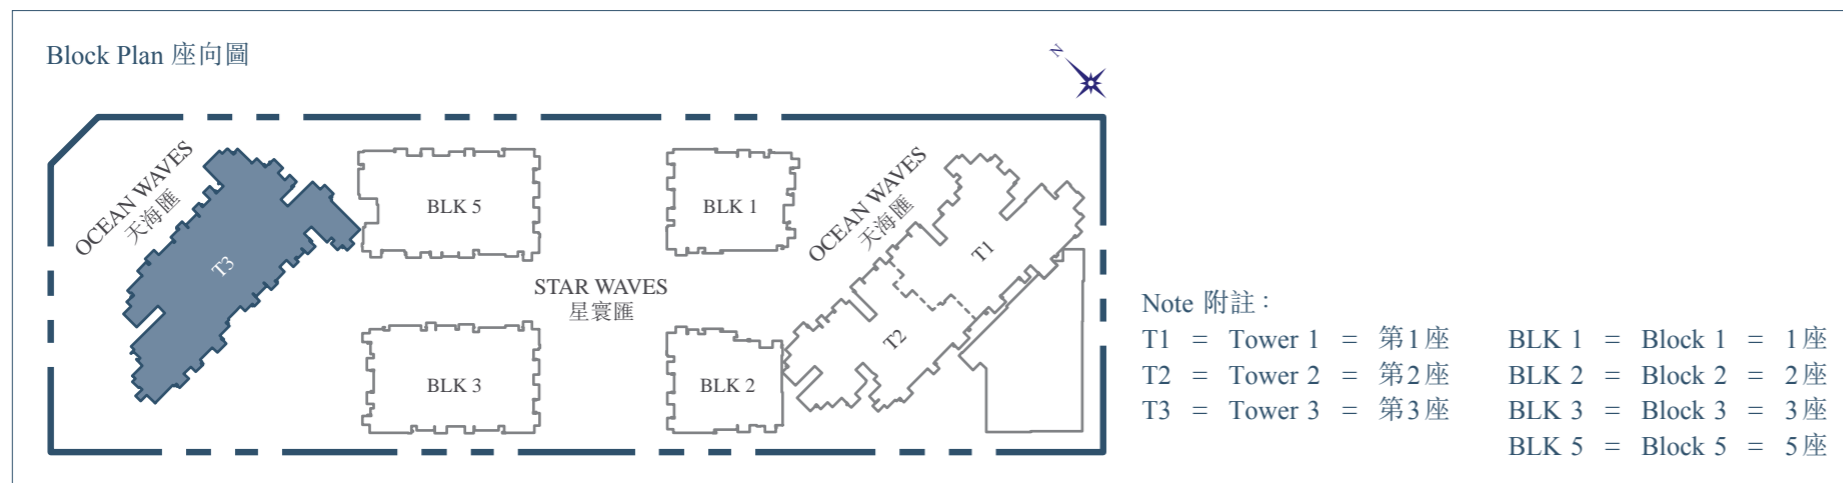 Block Plan 座向圖
N
OCEAN WAVES
天海匯
T3
BLK 5
BLK 1
OCEAN WAVES
天海匯
T1
STAR WAVES
星寰匯
T2
BLK 3
BLK 2
Note 附註：
T1 = Tower 1 = 第1座 BLK 1 = Block 1 = 1座
T2 = Tower 2 = 第2座 BLK 2 = Block 2 = 2座
T3 = Tower 3 = 第3座 BLK 3 = Block 3 = 3座
BLK 5 = Block 5 = 5座